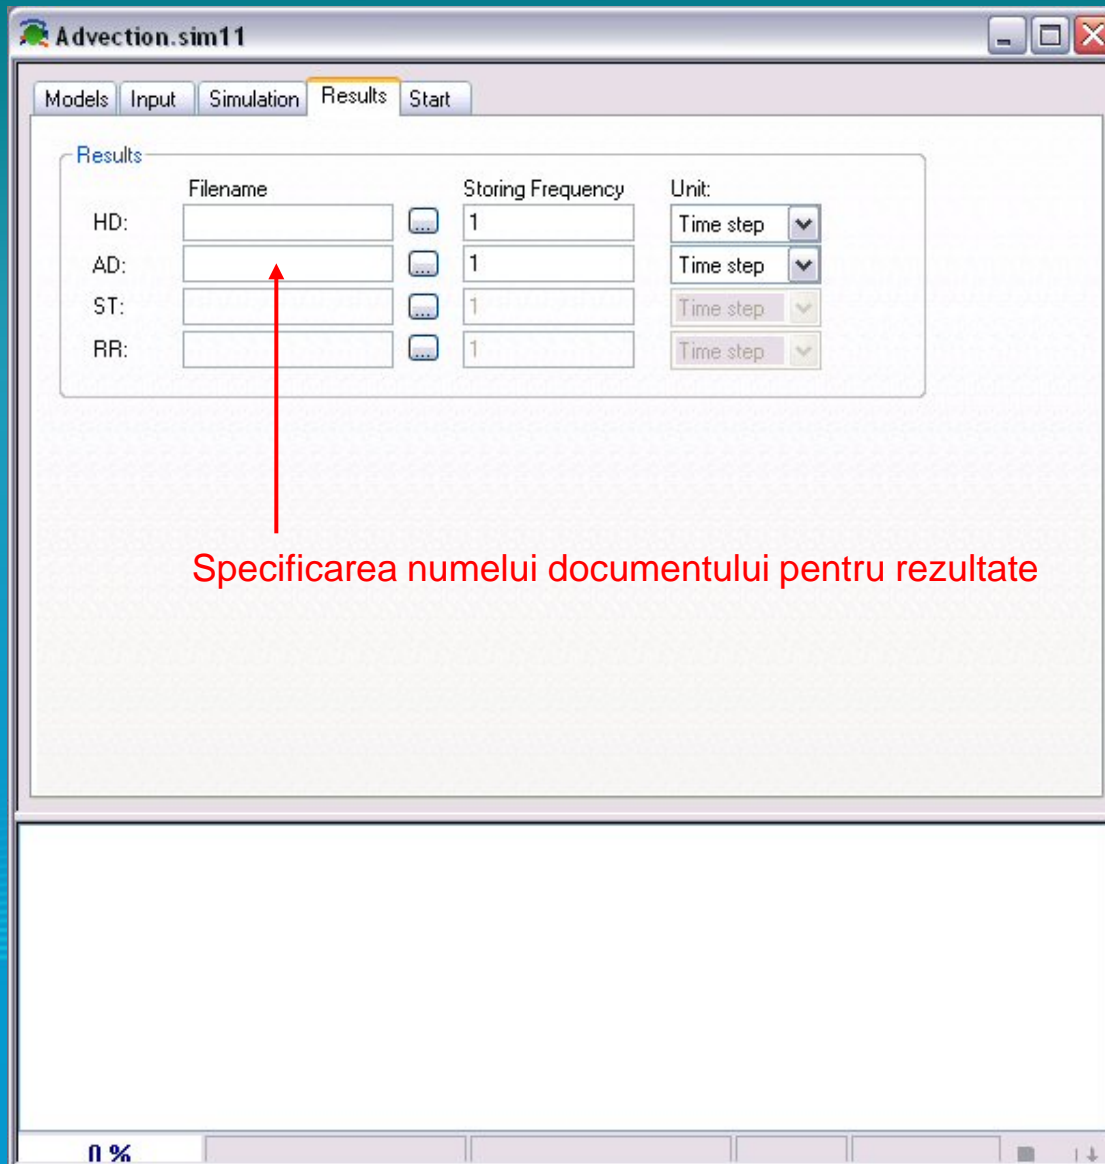 Advection.sim11
Models Input Simulation Results Start
Results
Filename Storing Frequency Unit:
HD: ... 1 Time step
AD: ... 1 Time step
ST: ... 1 Time step
RR: ... 1 Time step
Specificarea numelui documentului pentru rezultate
0 %